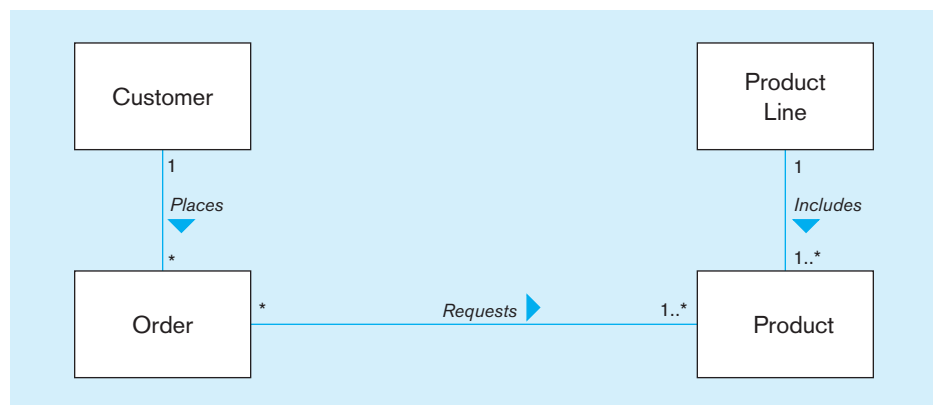 Customer
Product
Line
1
1
Places
Includes
*
1..*
Order
*
Requests
1..*
Product